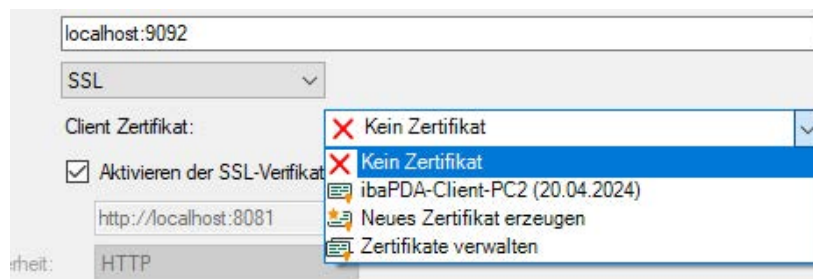 localhost:9092
SSL
Client Zertifikat:
Kein Zertifikat
Kein Zertifikat
Aktivieren der SSL-Verifikat
ibaPDA-Client-PC2 (20.04.2024)
http://localhost:8081
Neues Zertifikat erzeugen
Zertifikate verwalten
erheit:
HTTP